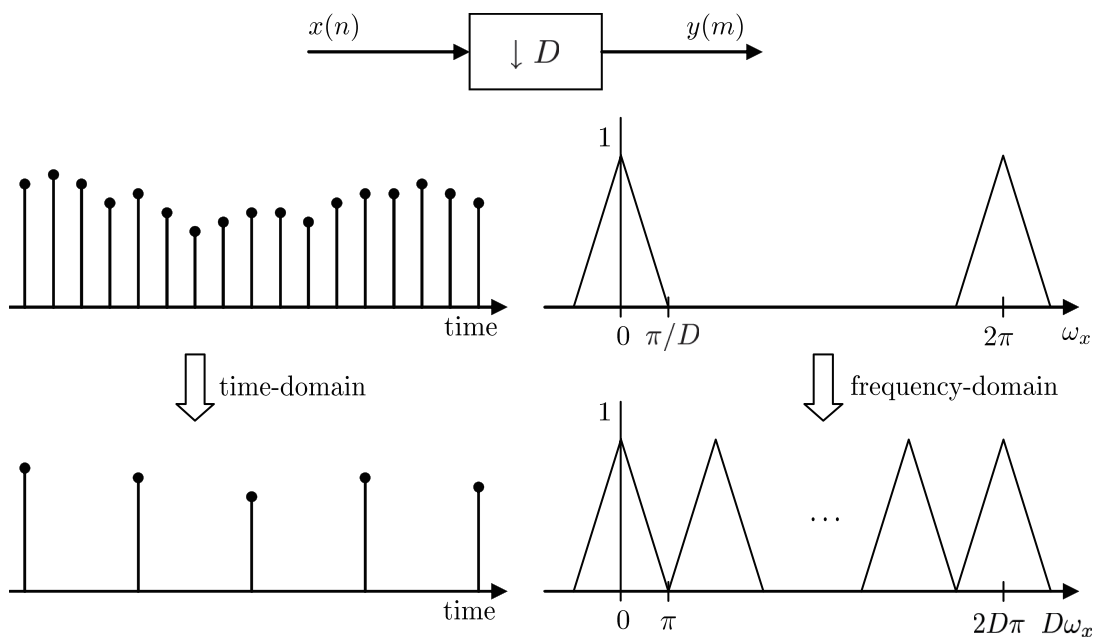 x(n) ↓ D y(m)
1
time 0 π/D 2π ω_x
time-domain frequency-domain
1
...
time 0 π 2Dπ Dω_x